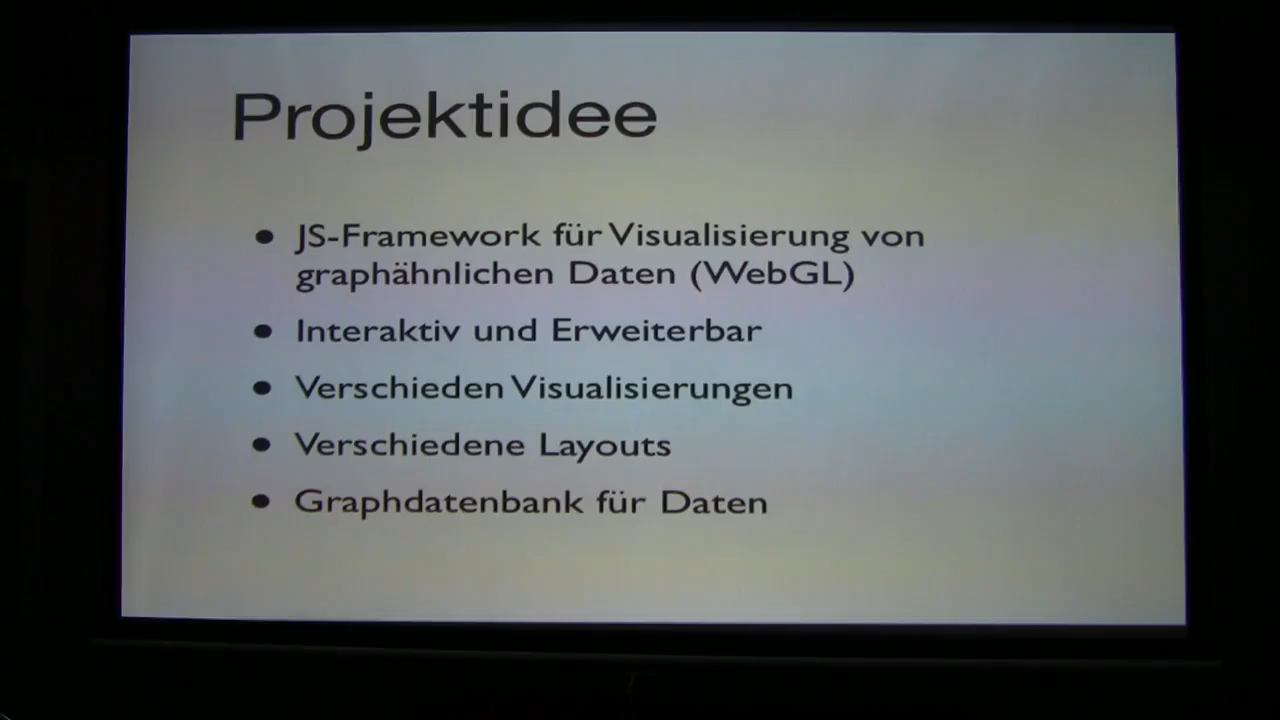 Projektidee
• JS-Framework für Visualisierung von
graphähnlichen Daten (WebGL)
• Interaktiv und Erweiterbar
• Verschieden Visualisierungen
• Verschiedene Layouts
• Graphdatenbank für Daten